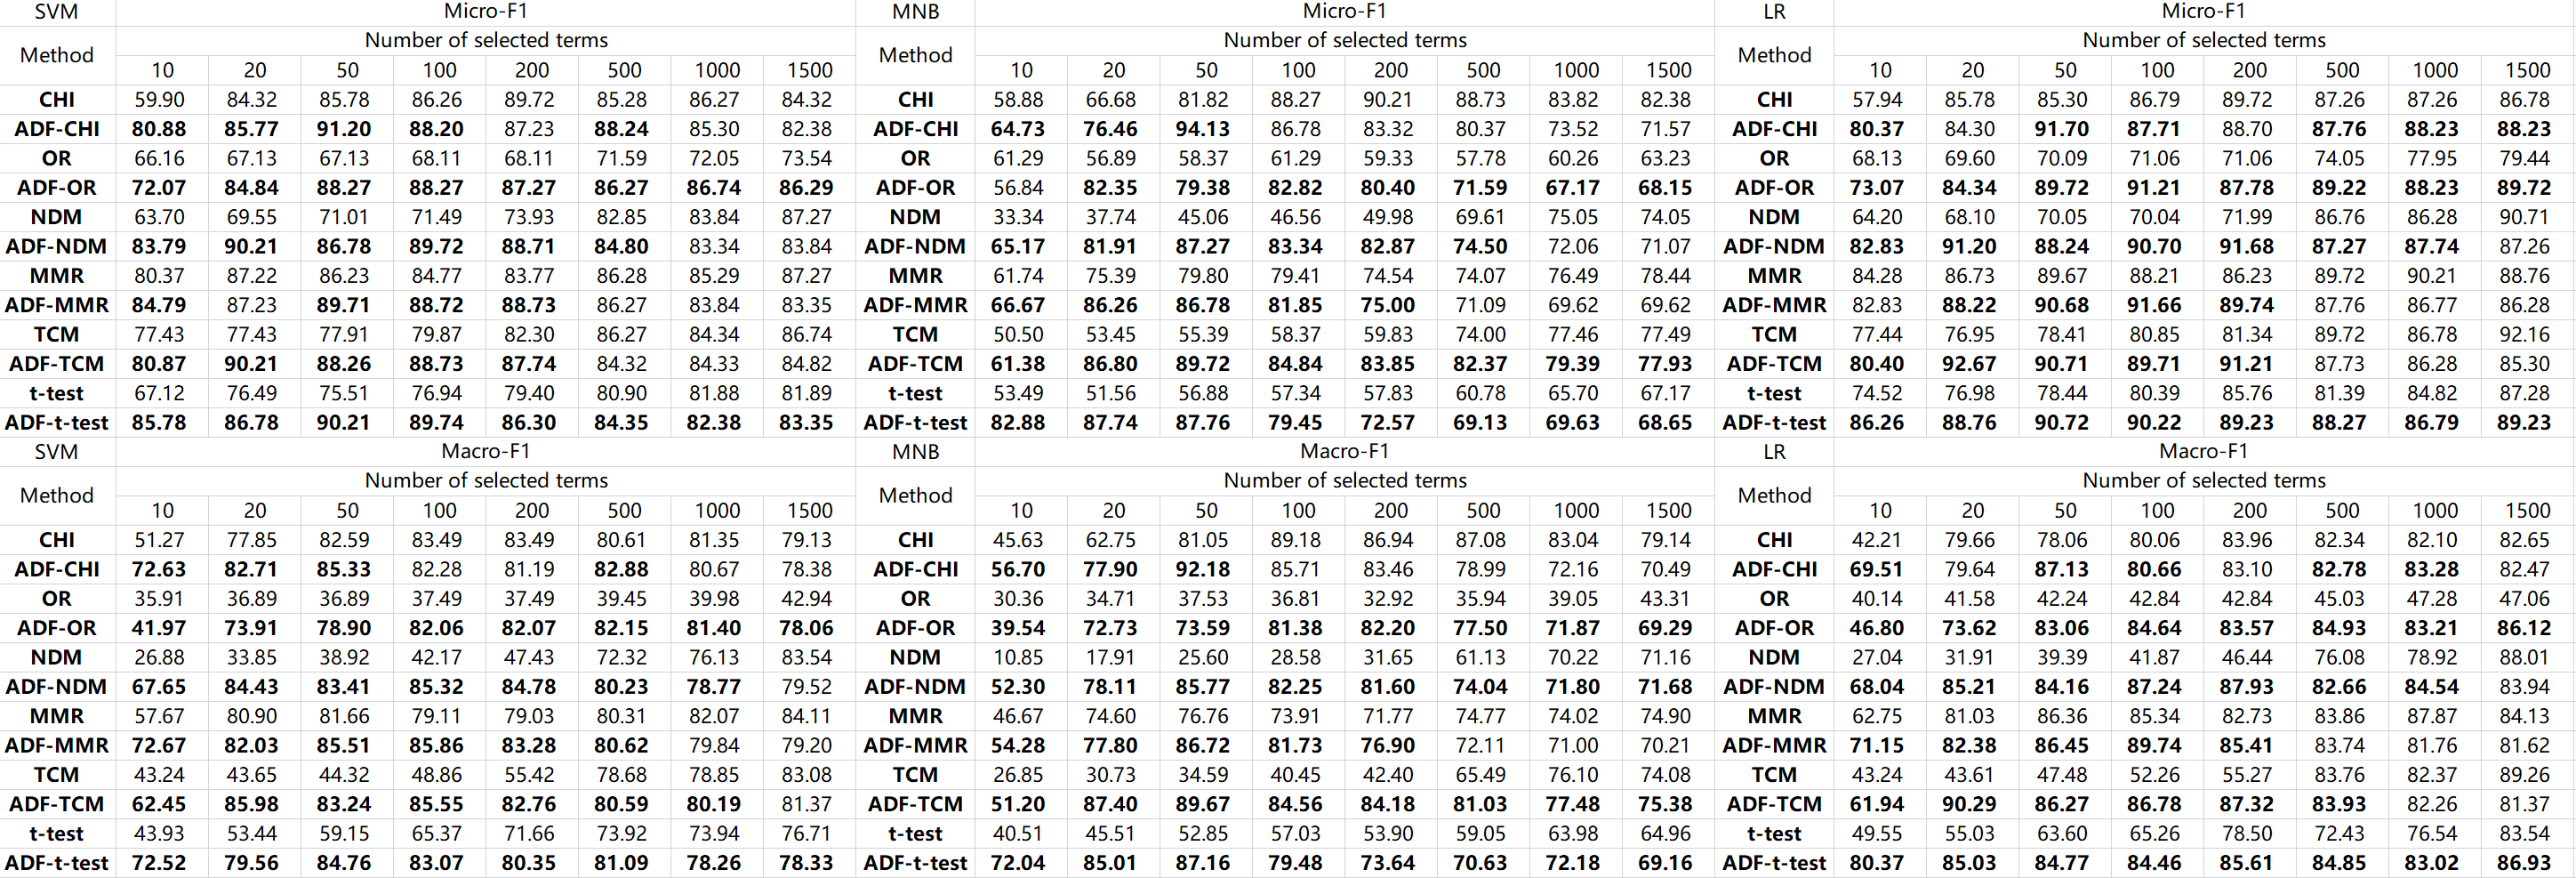 SVM Micro-F1 MNB Micro-F1 LR Micro-F1
Method Number of selected terms Method Number of selected terms Method Number of selected terms
10 20 50 100 200 500 1000 1500 10 20 50 100 200 500 1000 1500 10 20 50 100 200 500 1000 1500
CHI 59.90 84.32 85.78 86.26 89.72 85.28 86.27 84.32 CHI 58.88 66.68 81.82 88.27 90.21 88.73 83.82 82.38 CHI 57.94 85.78 85.30 86.79 89.72 87.26 87.26 86.78
ADF-CHI 80.88 85.77 91.20 88.20 87.23 88.24 85.30 82.38 ADF-CHI 64.73 76.46 94.13 86.78 83.32 80.37 73.52 71.57 ADF-CHI 80.37 84.30 91.70 87.71 88.70 87.76 88.23 88.23
OR 66.16 67.13 67.13 68.11 68.11 71.59 72.05 73.54 OR 61.29 56.89 58.37 61.29 59.33 57.78 60.26 63.23 OR 68.13 69.60 70.09 71.06 71.06 74.05 77.95 79.44
ADF-OR 72.07 84.84 88.27 88.27 87.27 86.27 86.74 86.29 ADF-OR 56.84 82.35 79.38 82.82 80.40 71.59 67.17 68.15 ADF-OR 73.07 84.34 89.72 91.21 87.78 89.22 88.23 89.72
NDM 63.70 69.55 71.01 71.49 73.93 82.85 83.84 87.27 NDM 33.34 37.74 45.06 46.56 49.98 69.61 75.05 74.05 NDM 64.20 68.10 70.05 70.04 71.99 86.76 86.28 90.71
ADF-NDM 83.79 90.21 86.78 89.72 88.71 84.80 83.34 83.84 ADF-NDM 65.17 81.91 87.27 83.34 82.87 74.50 72.06 71.07 ADF-NDM 82.83 91.20 88.24 90.70 91.68 87.27 87.74 87.26
MMR 80.37 87.22 86.23 84.77 83.77 86.28 85.29 87.27 MMR 61.74 75.39 79.80 79.41 74.54 74.07 76.49 78.44 MMR 84.28 86.73 89.67 88.21 86.23 89.72 90.21 88.76
ADF-MMR 84.79 87.23 89.71 88.72 88.73 86.27 83.84 83.35 ADF-MMR 66.67 86.26 86.78 81.85 75.00 71.09 69.62 69.62 ADF-MMR 82.83 88.22 90.68 91.66 89.74 87.76 86.77 86.28
TCM 77.43 77.43 77.91 79.87 82.30 86.27 84.34 86.74 TCM 50.50 53.45 55.39 58.37 59.83 74.00 77.46 77.49 TCM 77.44 76.95 78.41 80.85 81.34 89.72 86.78 92.16
ADF-TCM 80.87 90.21 88.26 88.73 87.74 84.32 84.33 84.82 ADF-TCM 61.38 86.80 89.72 84.84 83.85 82.37 79.39 77.93 ADF-TCM 80.40 92.67 90.71 89.71 91.21 87.73 86.28 85.30
t-test 67.12 76.49 75.51 76.94 79.40 80.90 81.88 81.89 t-test 53.49 51.56 56.88 57.34 57.83 60.78 65.70 67.17 t-test 74.52 76.98 78.44 80.39 85.76 81.39 84.82 87.28
ADF-t-test 85.78 86.78 90.21 89.74 86.30 84.35 82.38 83.35 ADF-t-test 82.88 87.74 87.76 79.45 72.57 69.13 69.63 68.65 ADF-t-test 86.26 88.76 90.72 90.22 89.23 88.27 86.79 89.23
SVM Macro-F1 MNB Macro-F1 LR Macro-F1
Method Number of selected terms Method Number of selected terms Method Number of selected terms
10 20 50 100 200 500 1000 1500 10 20 50 100 200 500 1000 1500 10 20 50 100 200 500 1000 1500
CHI 51.27 77.85 82.59 83.49 83.49 80.61 81.35 79.13 CHI 45.63 62.75 81.05 89.18 86.94 87.08 83.04 79.14 CHI 42.21 79.66 78.06 80.06 83.96 82.34 82.10 82.65
ADF-CHI 72.63 82.71 85.33 82.28 81.19 82.88 80.67 78.38 ADF-CHI 56.70 77.90 92.18 85.71 83.46 78.99 72.16 70.49 ADF-CHI 69.51 79.64 87.13 80.66 83.10 82.78 83.28 82.47
OR 35.91 36.89 36.89 37.49 37.49 39.45 39.98 42.94 OR 30.36 34.71 37.53 36.81 32.92 35.94 39.05 43.31 OR 40.14 41.58 42.24 42.84 42.84 45.03 47.28 47.06
ADF-OR 41.97 73.91 78.90 82.06 82.07 82.15 81.40 78.06 ADF-OR 39.54 72.73 73.59 81.38 82.20 77.50 71.87 69.29 ADF-OR 46.80 73.62 83.06 84.64 83.57 84.93 83.21 86.12
NDM 26.88 33.85 38.92 42.17 47.43 72.32 76.13 83.54 NDM 10.85 17.91 25.60 28.58 31.65 61.13 70.22 71.16 NDM 27.04 31.91 39.39 41.87 46.44 76.08 78.92 88.01
ADF-NDM 67.65 84.43 83.41 85.32 84.78 80.23 78.77 79.52 ADF-NDM 52.30 78.11 85.77 82.25 81.60 74.04 71.80 71.68 ADF-NDM 68.04 85.21 84.16 87.24 87.93 82.66 84.54 83.94
MMR 57.67 80.90 81.66 79.11 79.03 80.31 82.07 84.11 MMR 46.67 74.60 76.76 73.91 71.77 74.77 74.02 74.90 MMR 62.75 81.03 86.36 85.34 82.73 83.86 87.87 84.13
ADF-MMR 72.67 82.03 85.51 85.86 83.28 80.62 79.84 79.20 ADF-MMR 54.28 77.80 86.72 81.73 76.90 72.11 71.00 70.21 ADF-MMR 71.15 82.38 86.45 89.74 85.41 83.74 81.76 81.62
TCM 43.24 43.65 44.32 48.86 55.42 78.68 78.85 83.08 TCM 26.85 30.73 34.59 40.45 42.40 65.49 76.10 74.08 TCM 43.24 43.61 47.48 52.26 55.27 83.76 82.37 89.26
ADF-TCM 62.45 85.98 83.24 85.55 82.76 80.59 80.19 81.37 ADF-TCM 51.20 87.40 89.67 84.56 84.18 81.03 77.48 75.38 ADF-TCM 61.94 90.29 86.27 86.78 87.32 83.93 82.26 81.37
t-test 43.93 53.44 59.15 65.37 71.66 73.92 73.94 76.71 t-test 40.51 45.51 52.85 57.03 53.90 59.05 63.98 64.96 t-test 49.55 55.03 63.60 65.26 78.50 72.43 76.54 83.54
ADF-t-test 72.52 79.56 84.76 83.07 80.35 81.09 78.26 78.33 ADF-t-test 72.04 85.01 87.16 79.48 73.64 70.63 72.18 69.16 ADF-t-test 80.37 85.03 84.77 84.46 85.61 84.85 83.02 86.93